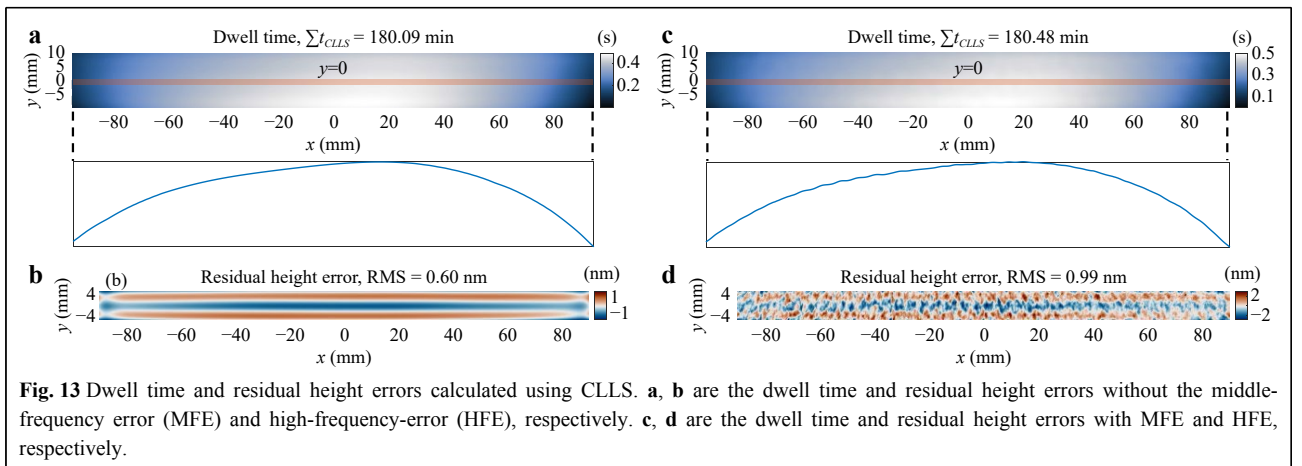 a
Dwell time, ∑t_CLLS = 180.09 min
(s)
10
5
0
−5
y (mm)
y=0
0.4
0.2
−80 −60 −40 −20 0 20 40 60 80
x (mm)
c
Dwell time, ∑t_CLLS = 180.48 min
(s)
10
5
0
−5
y (mm)
y=0
0.5
0.3
0.1
−80 −60 −40 −20 0 20 40 60 80
x (mm)
b
(b)
Residual height error, RMS = 0.60 nm
(nm)
4
−4
y (mm)
1
−1
−80 −60 −40 −20 0 20 40 60 80
x (mm)
d
Residual height error, RMS = 0.99 nm
(nm)
4
−4
y (mm)
2
−2
−80 −60 −40 −20 0 20 40 60 80
x (mm)
Fig. 13 Dwell time and residual height errors calculated using CLLS. a, b are the dwell time and residual height errors without the middle-
frequency error (MFE) and high-frequency-error (HFE), respectively. c, d are the dwell time and residual height errors with MFE and HFE,
respectively.